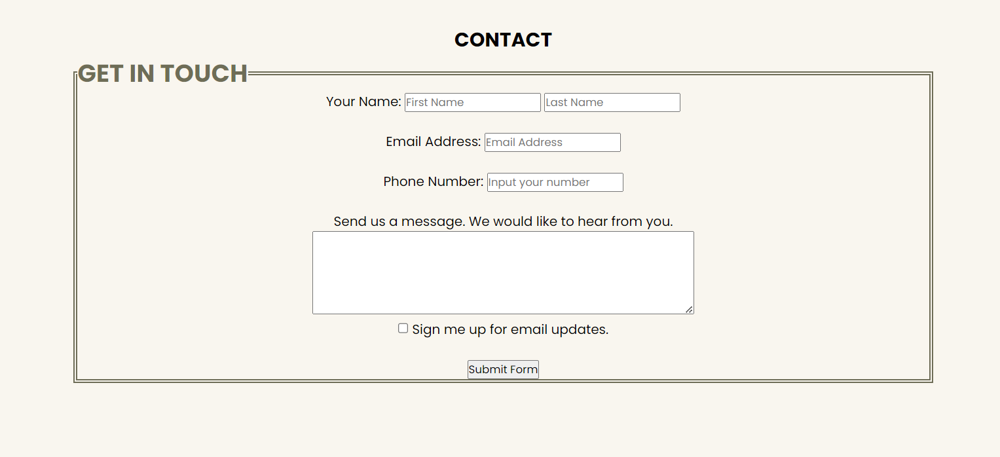 CONTACT
GET IN TOUCH
Your Name: First Name Last Name
Email Address: Email Address
Phone Number: Input your number
Send us a message. We would like to hear from you.
Sign me up for email updates.
Submit Form